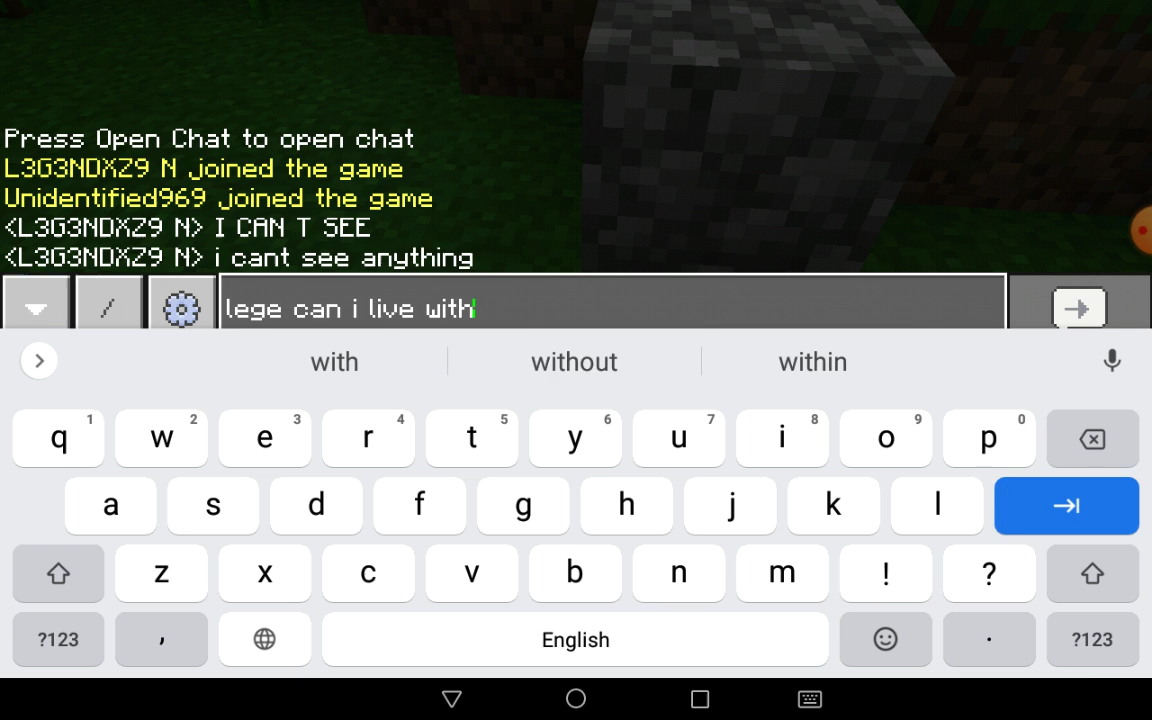 Press Open Chat to open chat
L3G3NDXZ9 N joined the game
Unidentified969 joined the game
<L3G3NDXZ9 N> I CAN T SEE
<L3G3NDXZ9 N> i cant see anything
/ lege can i live with
with without within
q 1 w 2 e 3 r 4 t 5 y 6 u 7 i 8 o 9 p 0
a s d f g h j k l
z x c v b n m ! ?
?123 , English . ?123